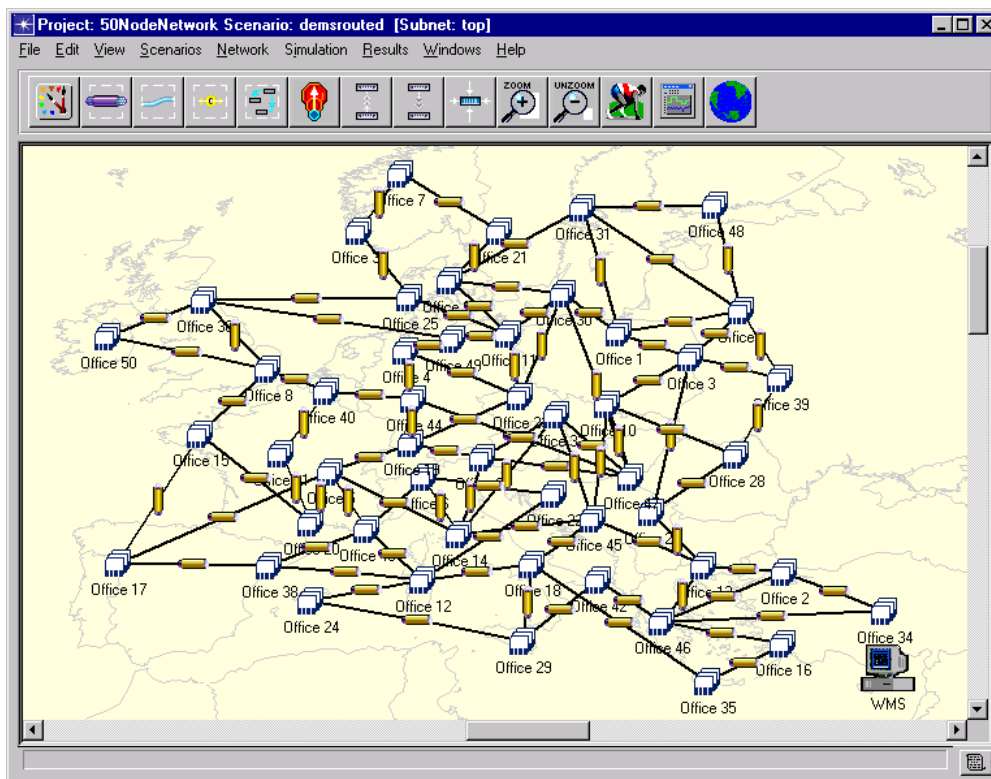 Project: 50NodeNetwork Scenario: demsrouted [Subnet: top]
File Edit View Scenarios Network Simulation Results Windows Help
ZOOM UNZOOM
Office 7
Office 31
Office 48
Office 21
Office 25
Office 50
Office 1
Office 3
Office 4
Office 8
Office 40
Office 39
Office 44
Office 10
Office 15
Office 28
Office 14
Office 45
Office 17
Office 38
Office 12
Office 18
Office 42
Office 2
Office 24
Office 29
Office 46
Office 34
Office 16
Office 35
WMS